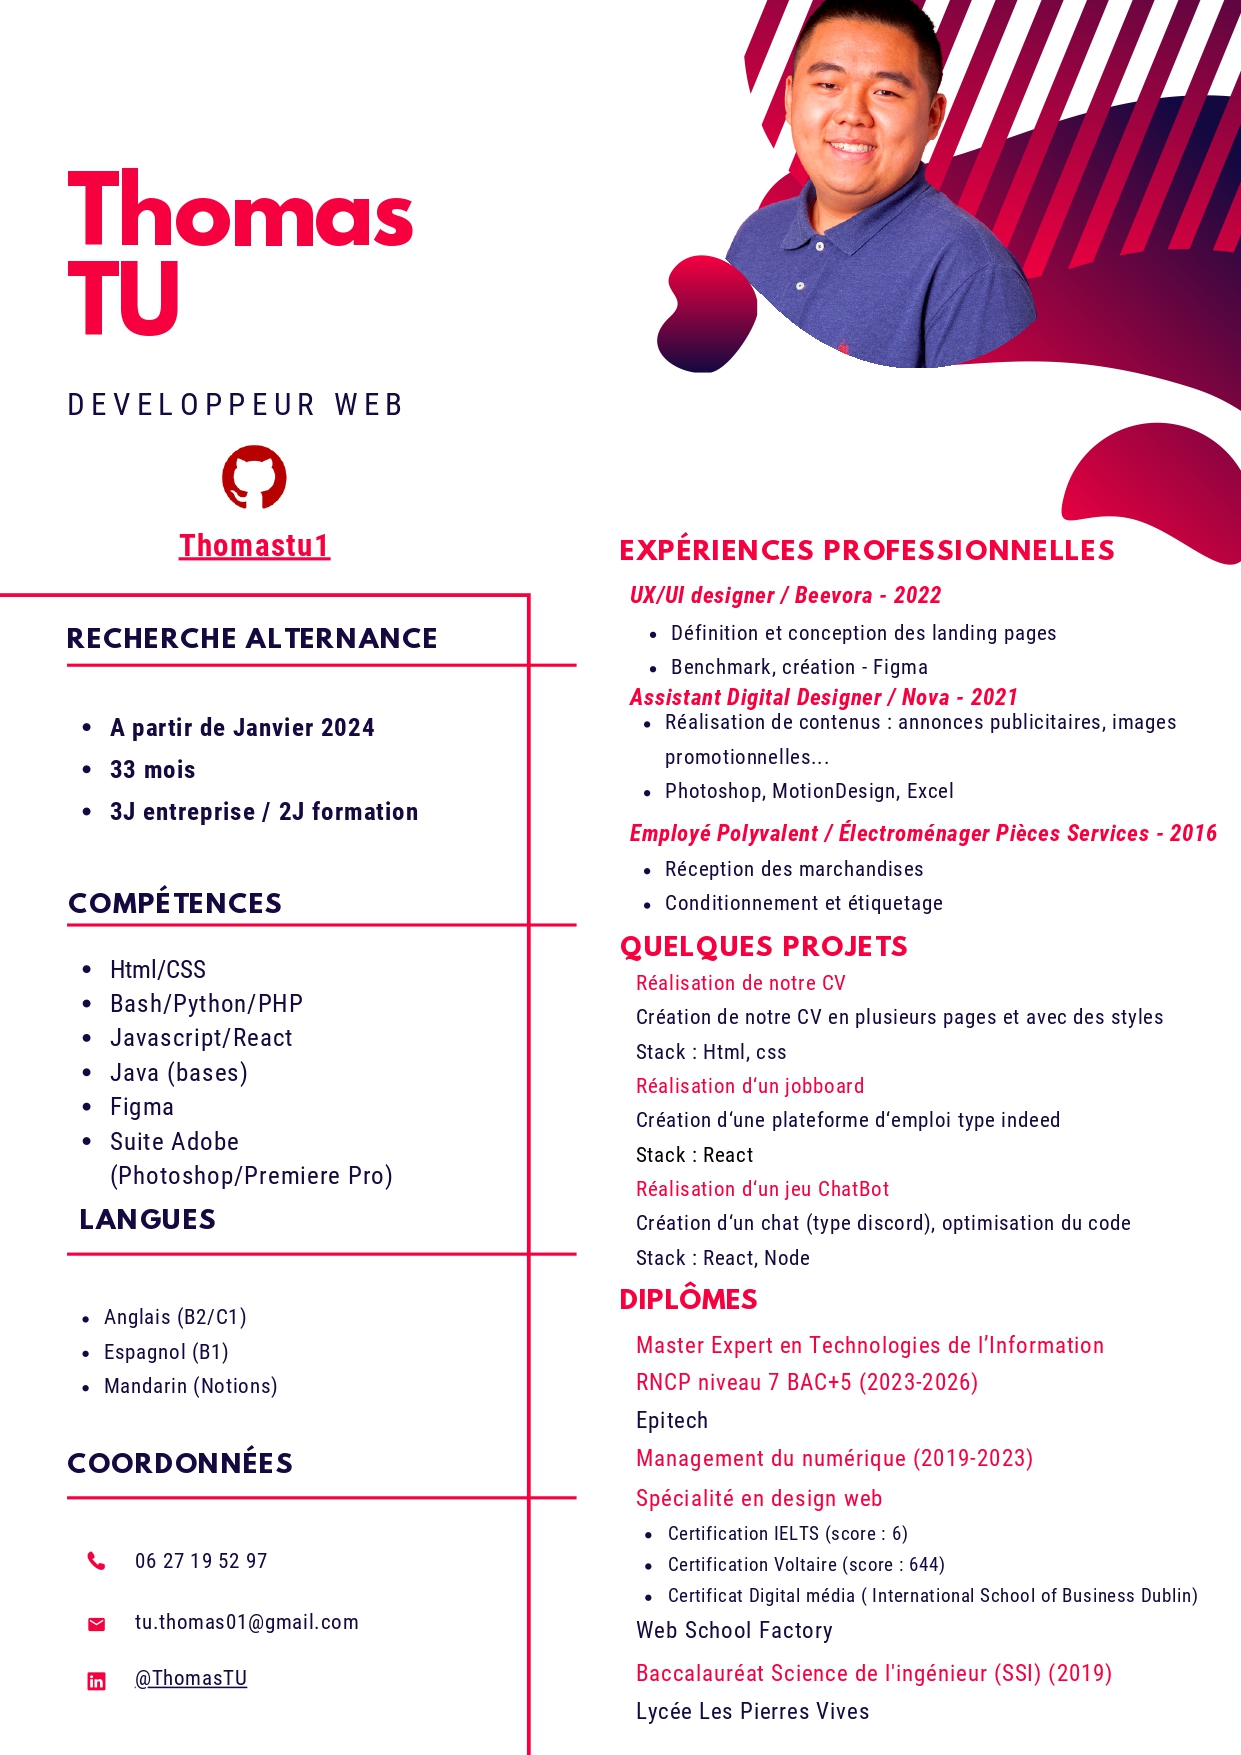 Thomas
TU
DEVELOPPEUR WEB
Thomastu1
RECHERCHE ALTERNANCE
• A partir de Janvier 2024
• 33 mois
• 3J entreprise / 2J formation
COMPÉTENCES
• Html/CSS
• Bash/Python/PHP
• Javascript/React
• Java (bases)
• Figma
• Suite Adobe
(Photoshop/Premiere Pro)
LANGUES
• Anglais (B2/C1)
• Espagnol (B1)
• Mandarin (Notions)
COORDONNÉES
06 27 19 52 97
tu.thomas01@gmail.com
@ThomasTU
EXPÉRIENCES PROFESSIONNELLES
UX/UI designer / Beevora - 2022
• Définition et conception des landing pages
• Benchmark, création - Figma
Assistant Digital Designer / Nova - 2021
• Réalisation de contenus : annonces publicitaires, images
promotionnelles...
• Photoshop, MotionDesign, Excel
Employé Polyvalent / Électroménager Pièces Services - 2016
• Réception des marchandises
• Conditionnement et étiquetage
QUELQUES PROJETS
Réalisation de notre CV
Création de notre CV en plusieurs pages et avec des styles
Stack : Html, css
Réalisation d‘un jobboard
Création d‘une plateforme d‘emploi type indeed
Stack : React
Réalisation d‘un jeu ChatBot
Création d‘un chat (type discord), optimisation du code
Stack : React, Node
DIPLÔMES
Master Expert en Technologies de l’Information
RNCP niveau 7 BAC+5 (2023-2026)
Epitech
Management du numérique (2019-2023)
Spécialité en design web
• Certification IELTS (score : 6)
• Certification Voltaire (score : 644)
• Certificat Digital média ( International School of Business Dublin)
Web School Factory
Baccalauréat Science de l'ingénieur (SSI) (2019)
Lycée Les Pierres Vives